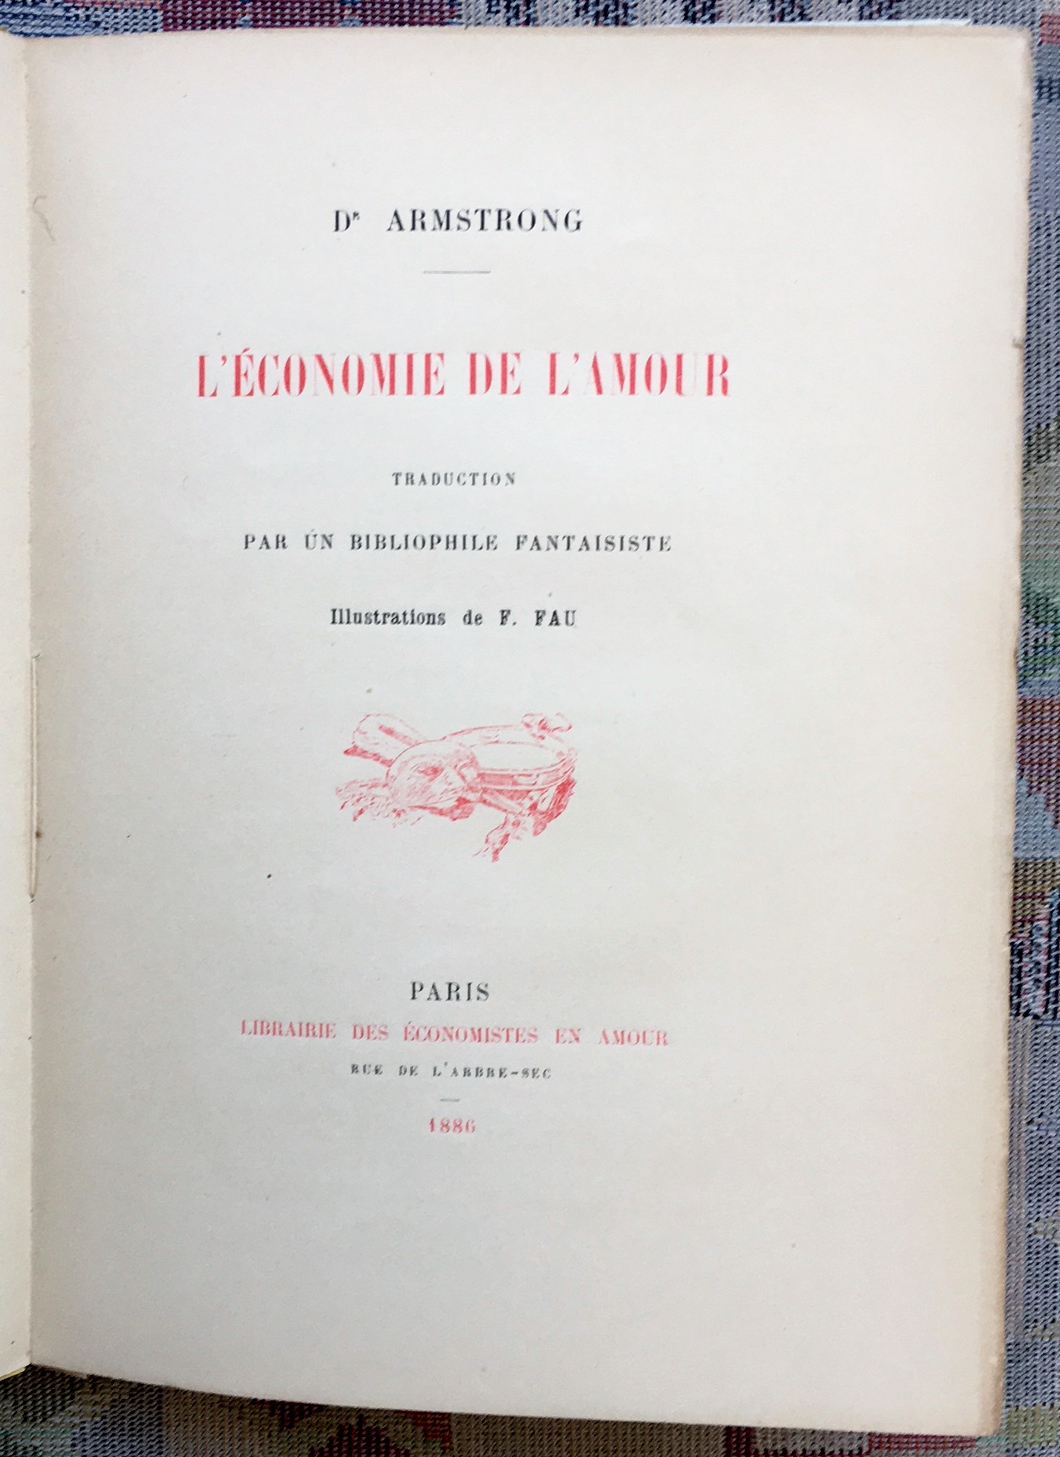 Dʳ ARMSTRONG
L'ÉCONOMIE DE L'AMOUR
TRADUCTION
PAR UN BIBLIOPHILE FANTAISISTE
Illustrations de F. FAU
PARIS
LIBRAIRIE DES ÉCONOMISTES EN AMOUR
RUE DE L'ARBRE-SEC
1886